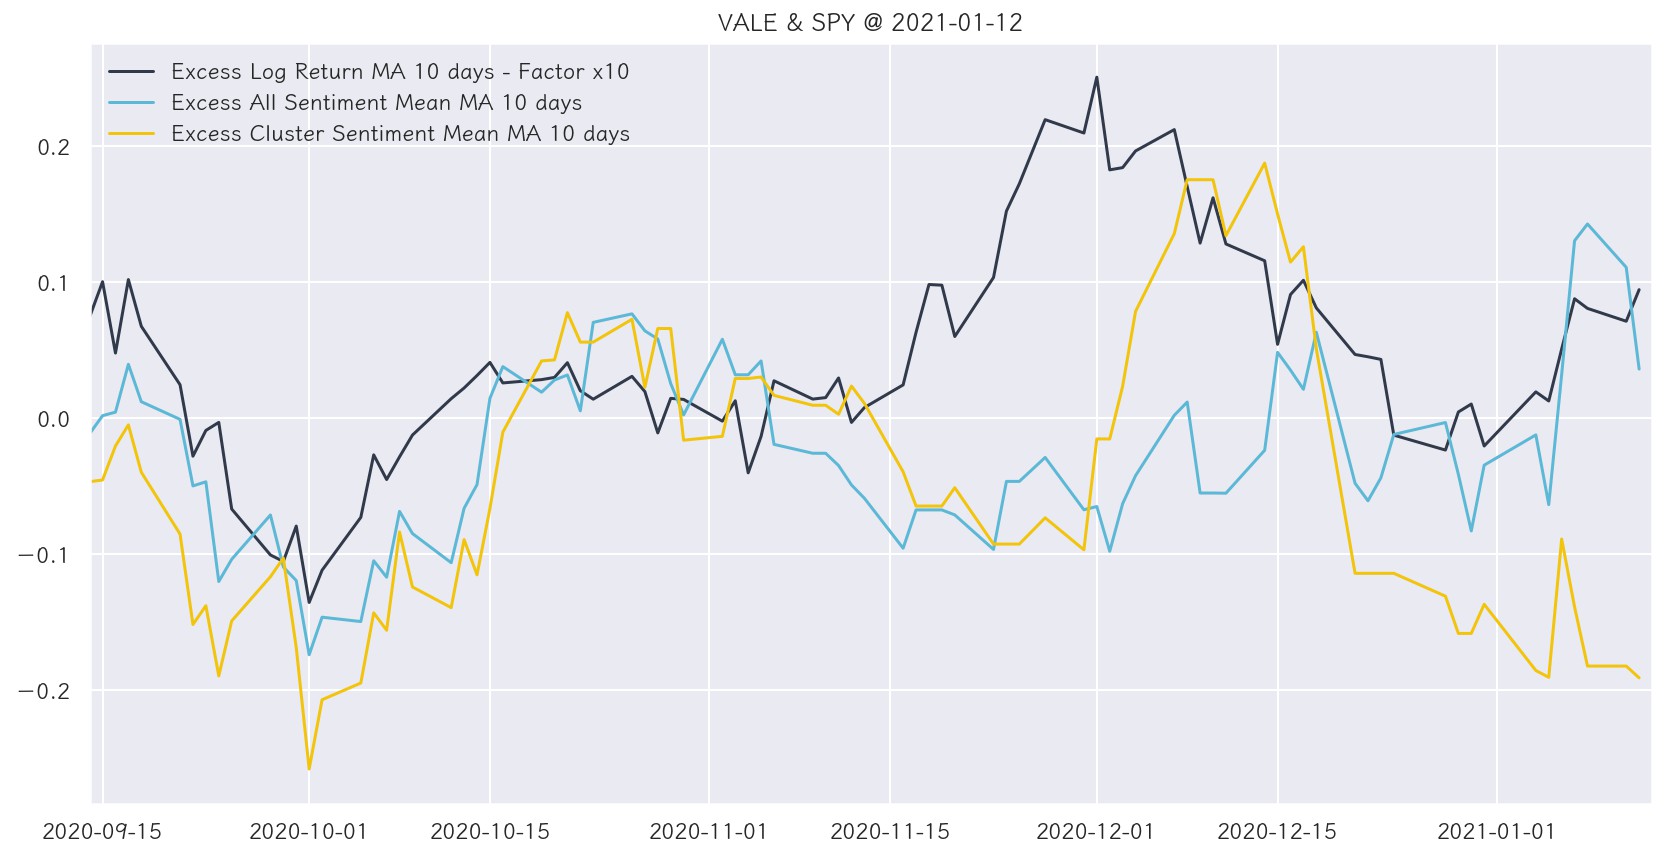 VALE & SPY @ 2021-01-12
Excess Log Return MA 10 days - Factor x10
Excess All Sentiment Mean MA 10 days
Excess Cluster Sentiment Mean MA 10 days
0.2
0.1
0.0
−0.1
−0.2
2020-09-15 2020-10-01 2020-10-15 2020-11-01 2020-11-15 2020-12-01 2020-12-15 2021-01-01